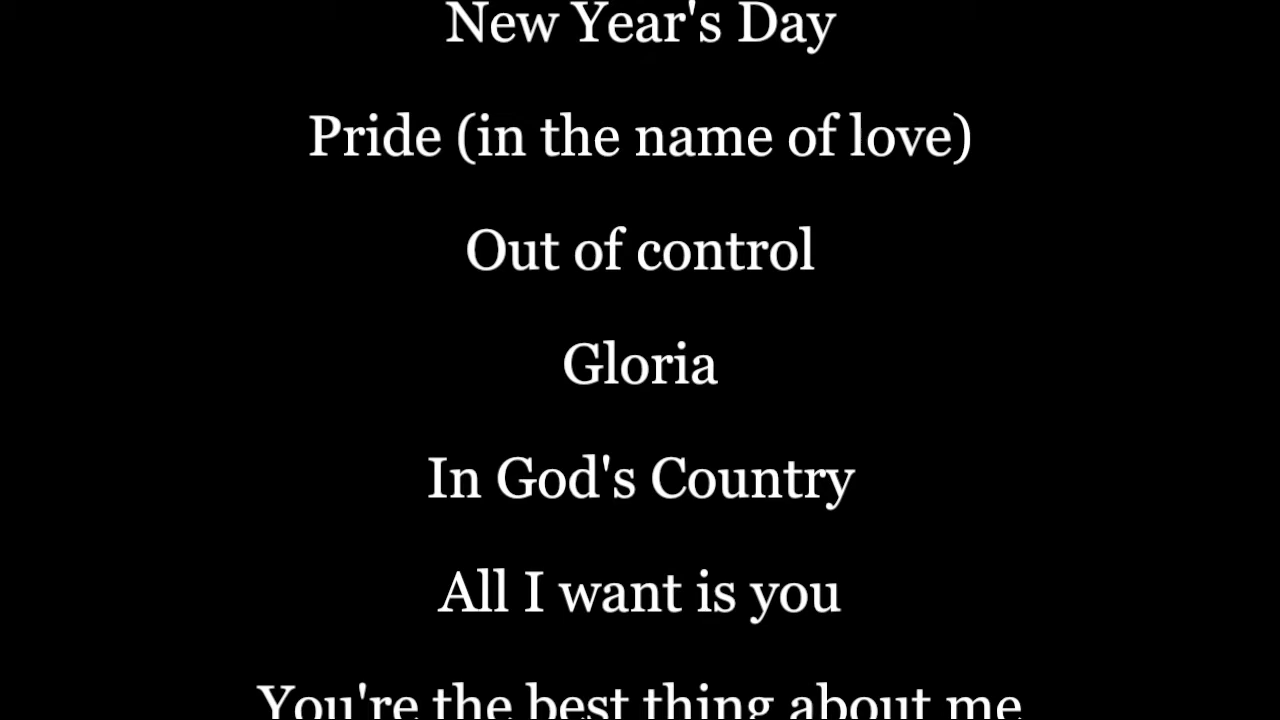 New Year's Day
Pride (in the name of love)
Out of control
Gloria
In God's Country
All I want is you
You're the best thing about me